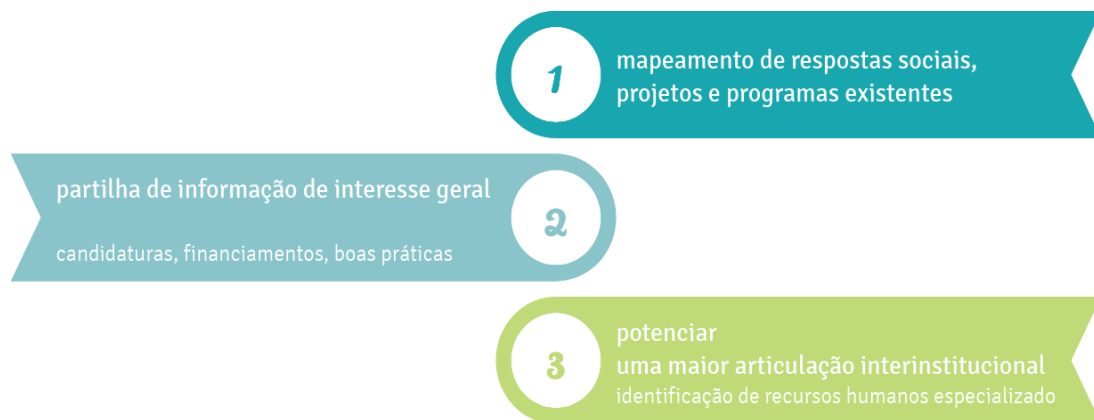 1
mapeamento de respostas sociais,
projetos e programas existentes
partilha de informação de interesse geral
candidaturas, financiamentos, boas práticas
2
3
potenciar
uma maior articulação interinstitucional
identificação de recursos humanos especializado